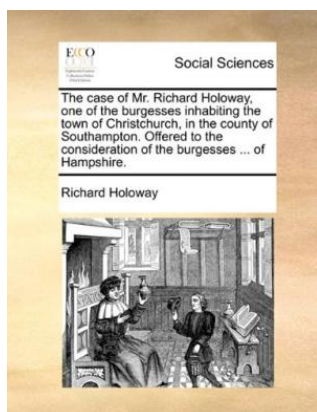 ECCO
Social Sciences
The case of Mr. Richard Holoway,
one of the burgesses inhabiting the
town of Christchurch, in the county of
Southampton. Offered to the
consideration of the burgesses ... of
Hampshire.
Richard Holoway